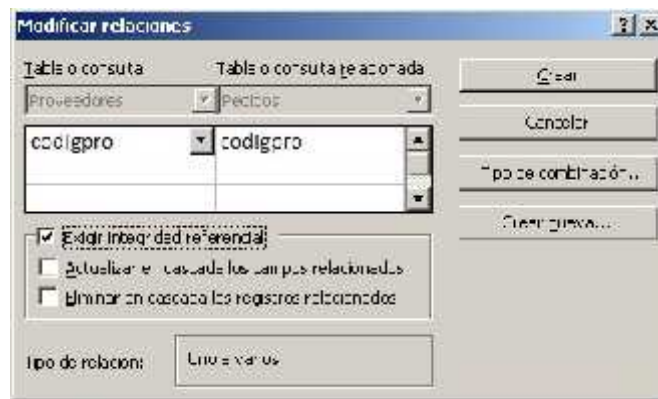 Modificar relaciones
Tabla o consulta
Tabla o consulta relacionada
Crear
Proveedores
Pedidos
Cancelar
codigpro
codigpro
Tipo de combinación...
Crear nueva...
Exigir integridad referencial
Actualizar en cascada los campos relacionados
Eliminar en cascada los registros relacionados
Tipo de relación:
Uno a varios